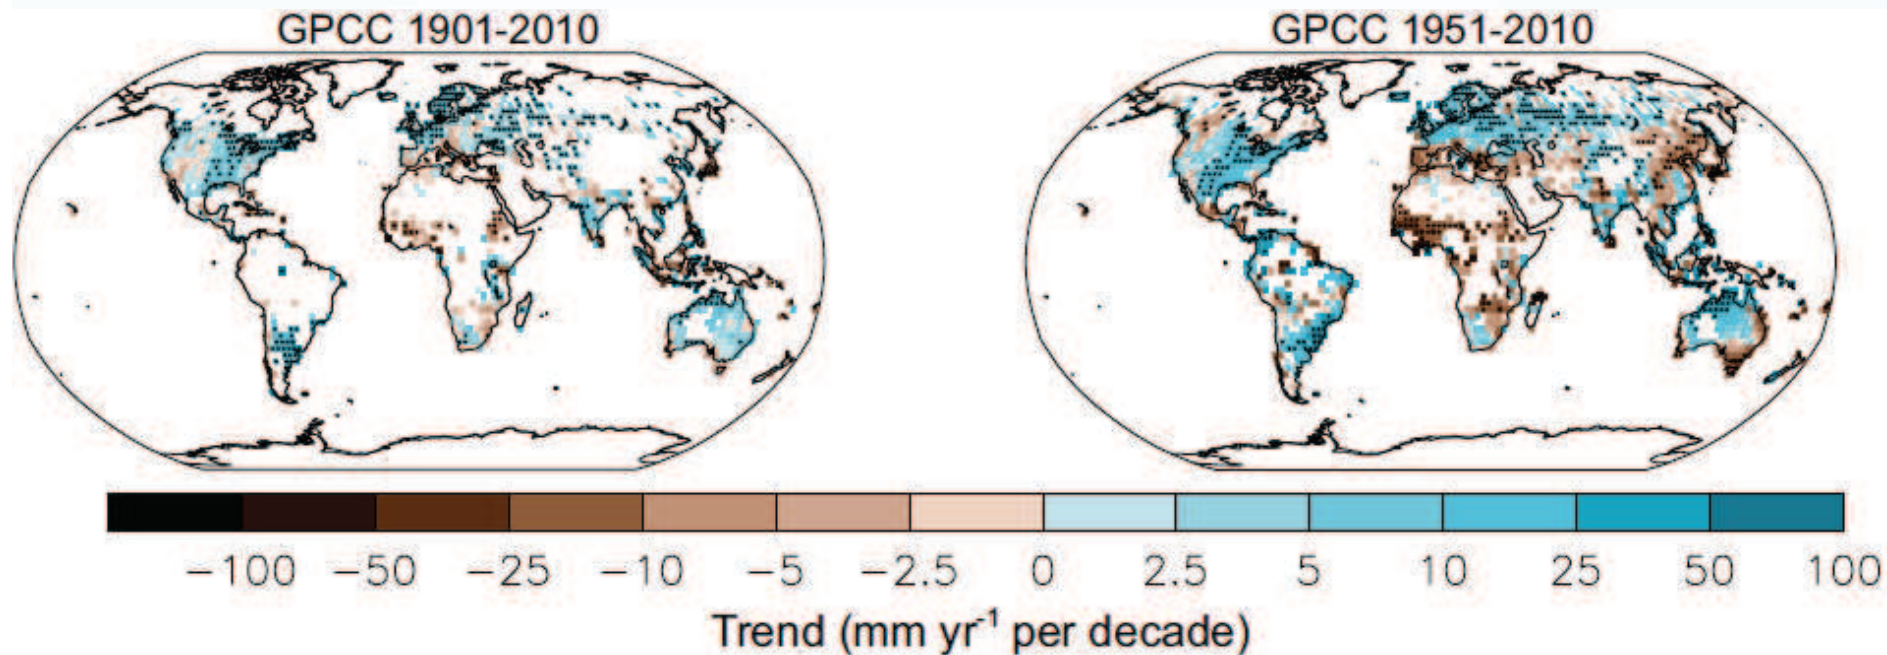 GPCC 1901-2010
GPCC 1951-2010
−100 −50 −25 −10 −5 −2.5 0 2.5 5 10 25 50 100
Trend (mm yr⁻¹ per decade)